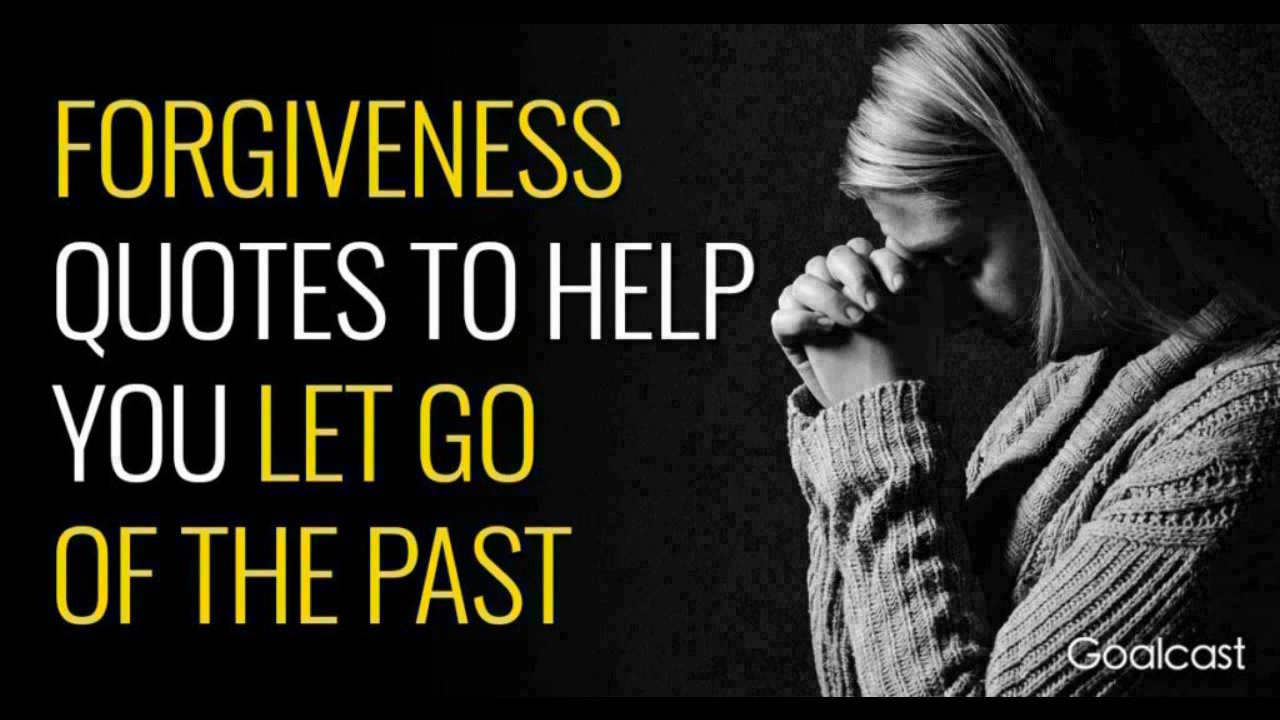 FORGIVENESS
QUOTES TO HELP
YOU LET GO
OF THE PAST
Goalcast